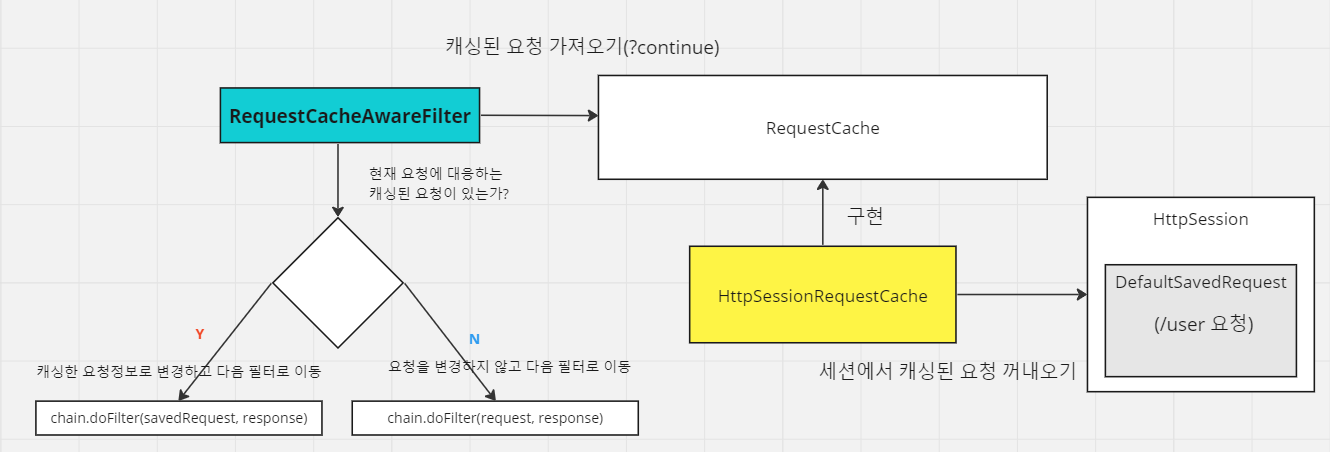 캐싱된 요청 가져오기(?continue)
RequestCacheAwareFilter
RequestCache
현재 요청에 대응하는
캐싱된 요청이 있는가?
구현
HttpSession
HttpSessionRequestCache
DefaultSavedRequest
(/user 요청)
Y
N
캐싱한 요청정보로 변경하고 다음 필터로 이동
요청을 변경하지 않고 다음 필터로 이동
세션에서 캐싱된 요청 꺼내오기
chain.doFilter(savedRequest, response)
chain.doFilter(request, response)